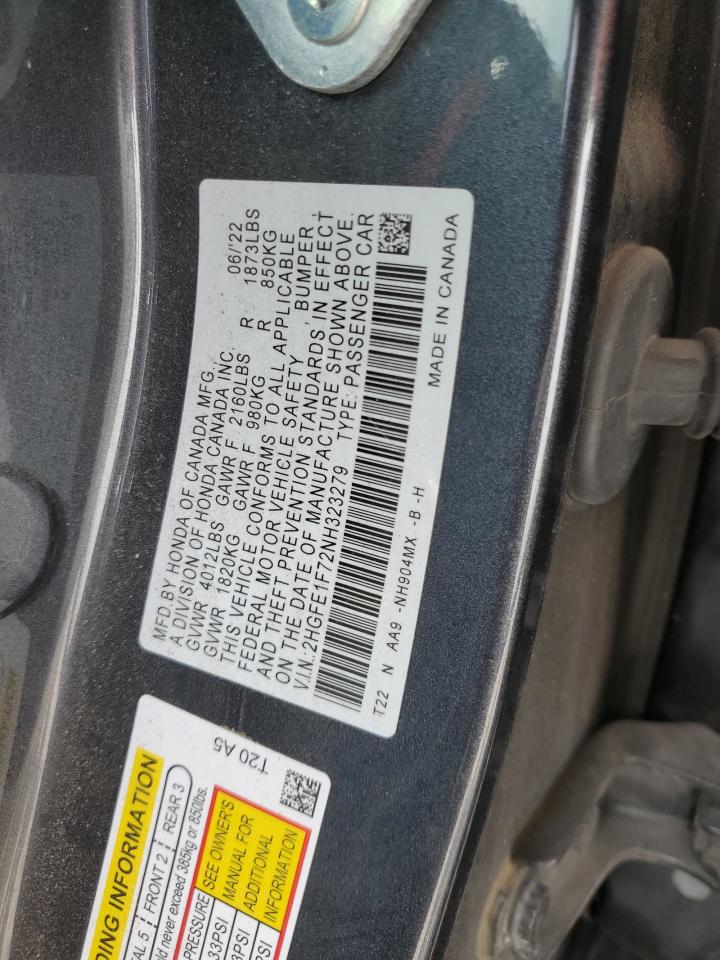 MFD.BY HONDA OF CANADA MFG.
A DIVISION OF HONDA CANADA INC. 06/'22
GVWR 4012LBS GAWR F 2160LBS R 1873LBS
GVWR 1820KG GAWR F 980KG R 850KG
THIS VEHICLE CONFORMS TO ALL APPLICABLE
FEDERAL MOTOR VEHICLE SAFETY, BUMPER,
AND THEFT PREVENTION STANDARDS IN EFFECT
ON THE DATE OF MANUFACTURE SHOWN ABOVE.
V.I.N.:2HGFE1F72NH323279 TYPE: PASSENGER CAR
T22 N AA9 -NH904MX -B -H MADE IN CANADA
T20 A5
INFORMATION
5 FRONT 2 REAR 3
never exceed 385kg or 850lbs.
PRESSURE SEE OWNER'S
33PSI MANUAL FOR
PSI ADDITIONAL
PSI INFORMATION